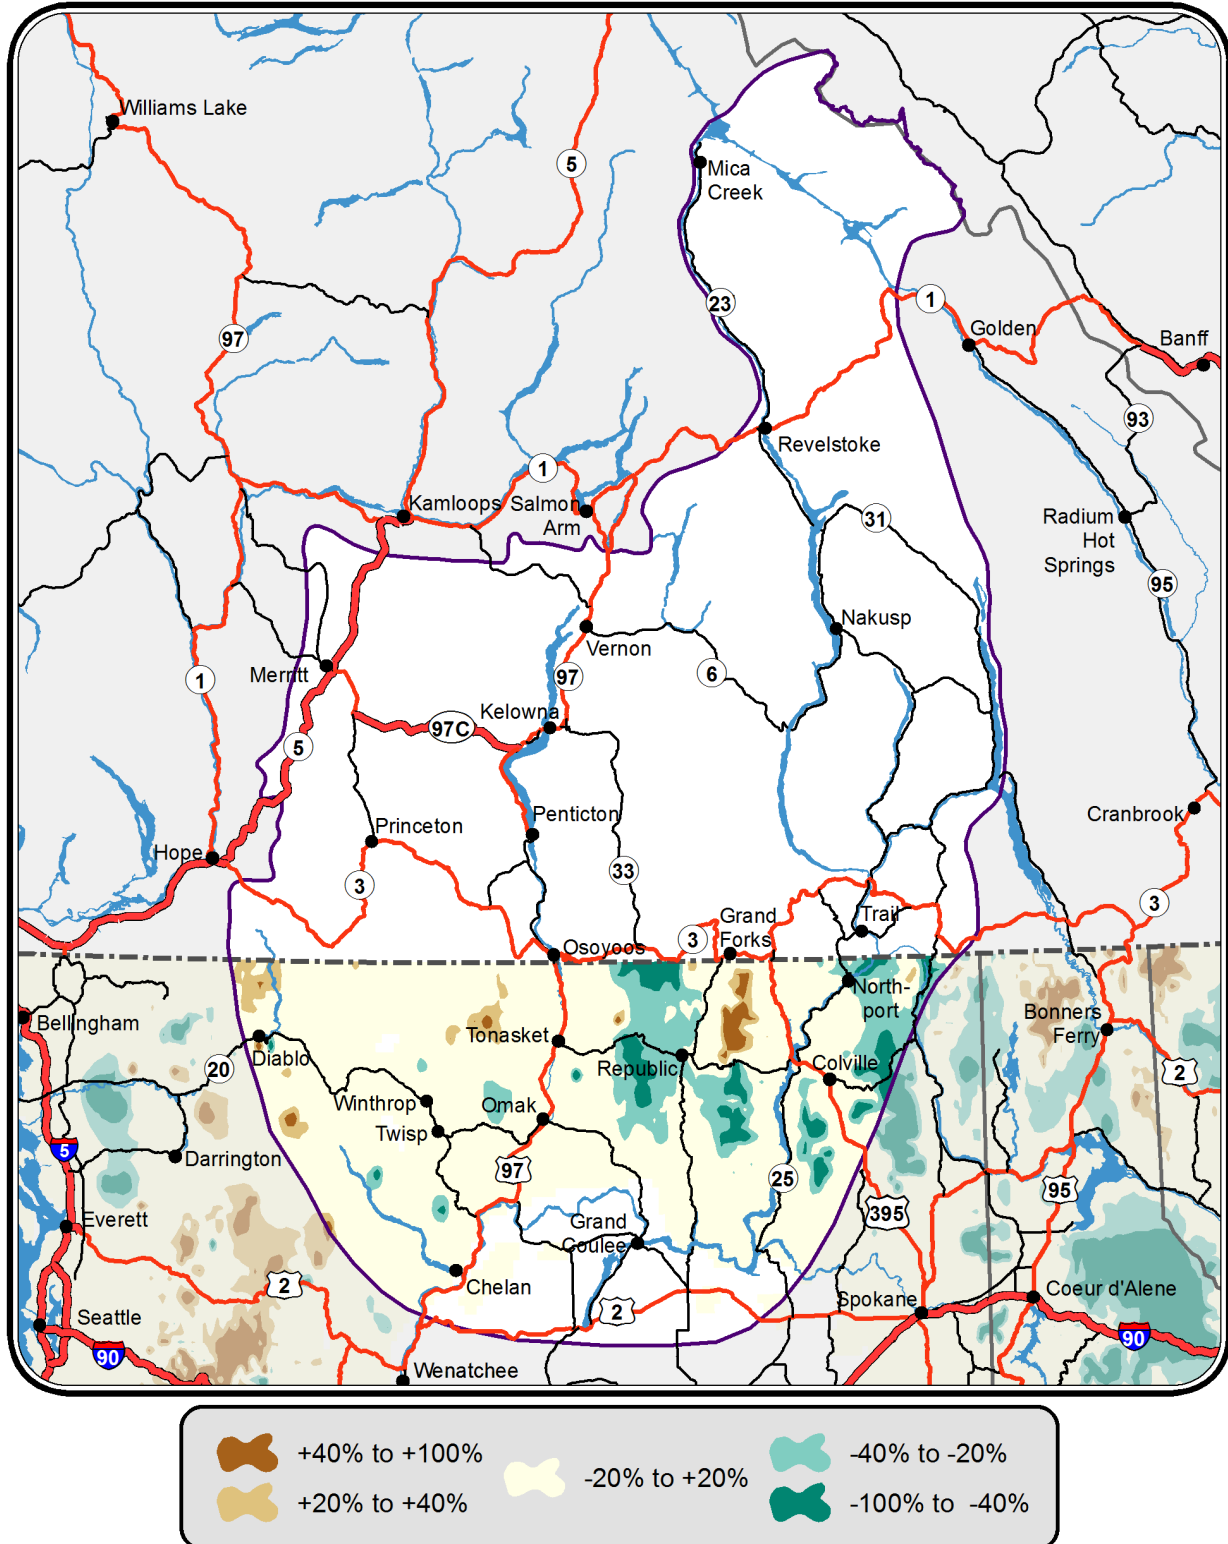 Williams Lake
5
Mica
Creek
23
1
97
Golden
Banff
93
Revelstoke
1
Kamloops
Salmon
Arm
31
Radium
Hot
Springs
95
Nakusp
Vernon
Merritt
1
97
6
Kelowna
97C
5
Penticton
Princeton
Cranbrook
Hope
33
3
3
Grand
Forks
Trail
3
Osoyoos
North-
port
Bonners
Ferry
Bellingham
Tonasket
Diablo
Republic
Colville
20
2
Winthrop
Omak
Twisp
5
Darrington
97
25
95
395
Everett
Grand
Coulee
Chelan
2
Coeur d'Alene
2
Spokane
Seattle
90
90
Wenatchee
+40% to +100%
+20% to +40%
-20% to +20%
-40% to -20%
-100% to -40%